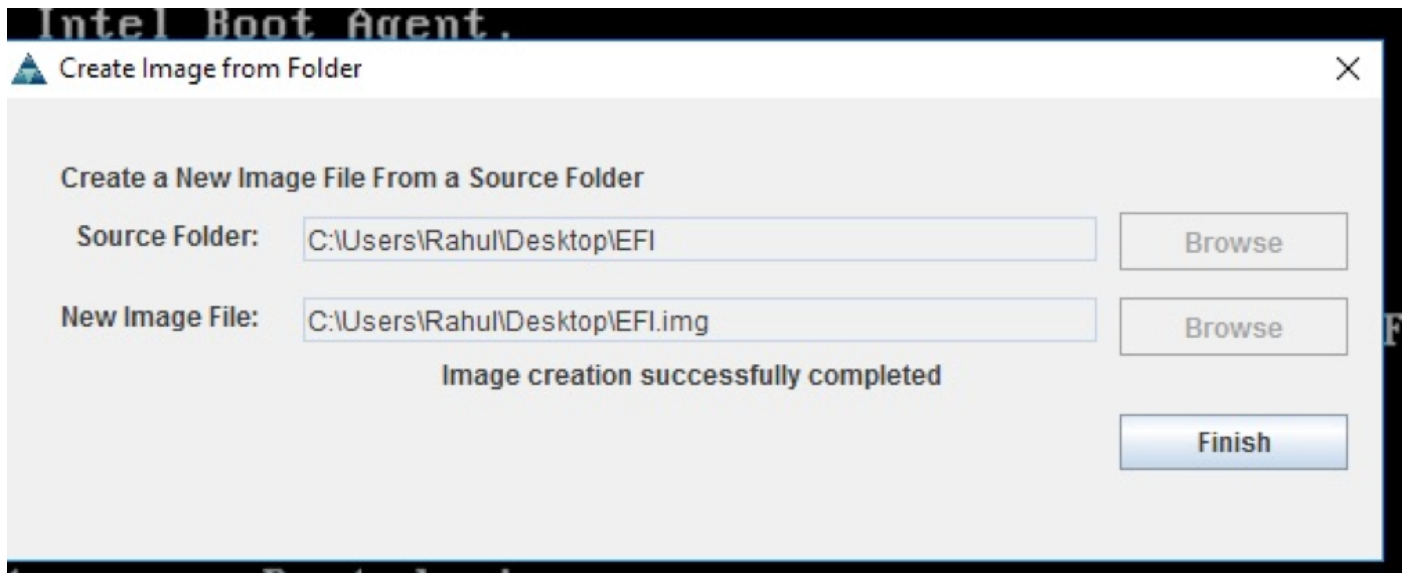 Intel Boot Agent.
Create Image from Folder
Create a New Image File From a Source Folder
Source Folder: C:\Users\Rahul\Desktop\EFI Browse
New Image File: C:\Users\Rahul\Desktop\EFI.img Browse
F
Image creation successfully completed
Finish